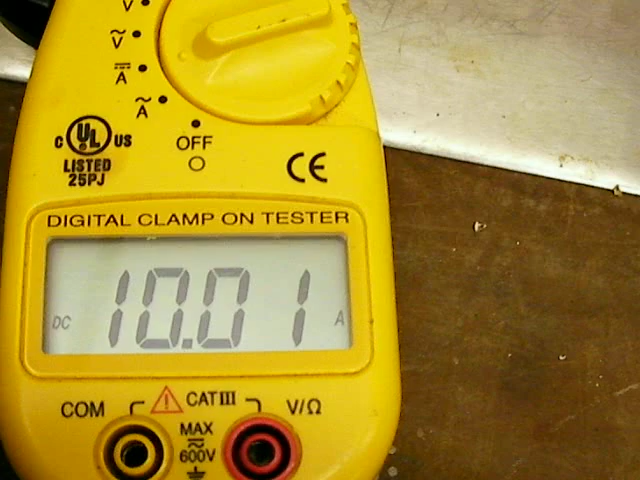 V
~
V
⎓
A
~
A
OFF
C UL US
LISTED
25PJ
CE
DIGITAL CLAMP ON TESTER
DC 10.01 A
COM CAT III V/Ω
MAX
600V